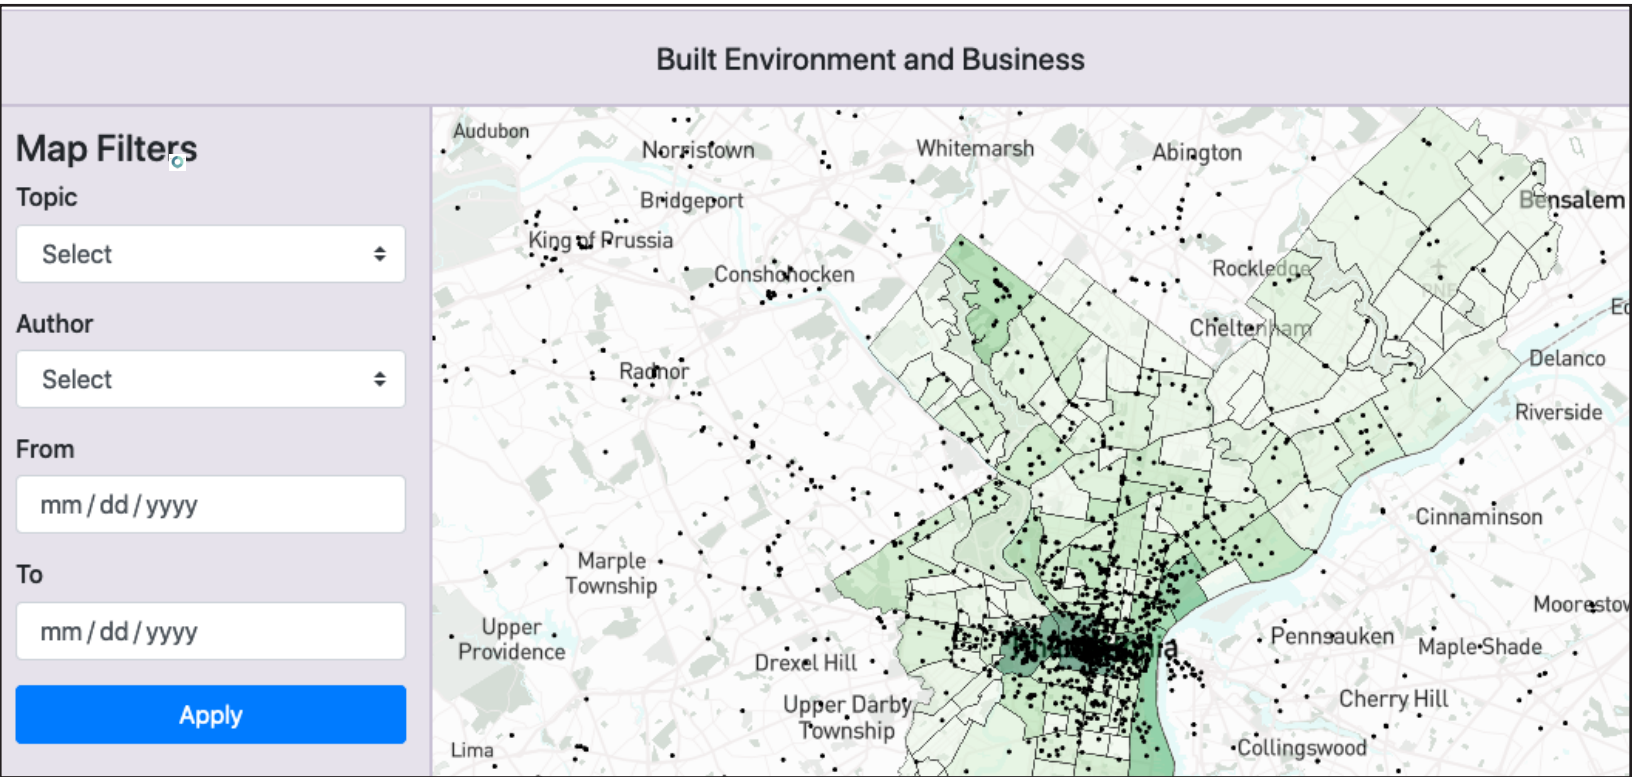 Built Environment and Business
Map Filters
Topic
Select
Author
Select
From
mm/dd/yyyy
To
mm/dd/yyyy
Apply
Audubon
Norristown
Whitemarsh
Abington
Bridgeport
Bensalem
King of Prussia
Conshohocken
Rockledge
PNE
Cheltenham
Delanco
Radnor
Riverside
Cinnaminson
Marple
Township
Upper
Providence
Pennsauken
Maple Shade
Drexel Hill
Upper Darby
Township
Cherry Hill
Lima
Collingswood